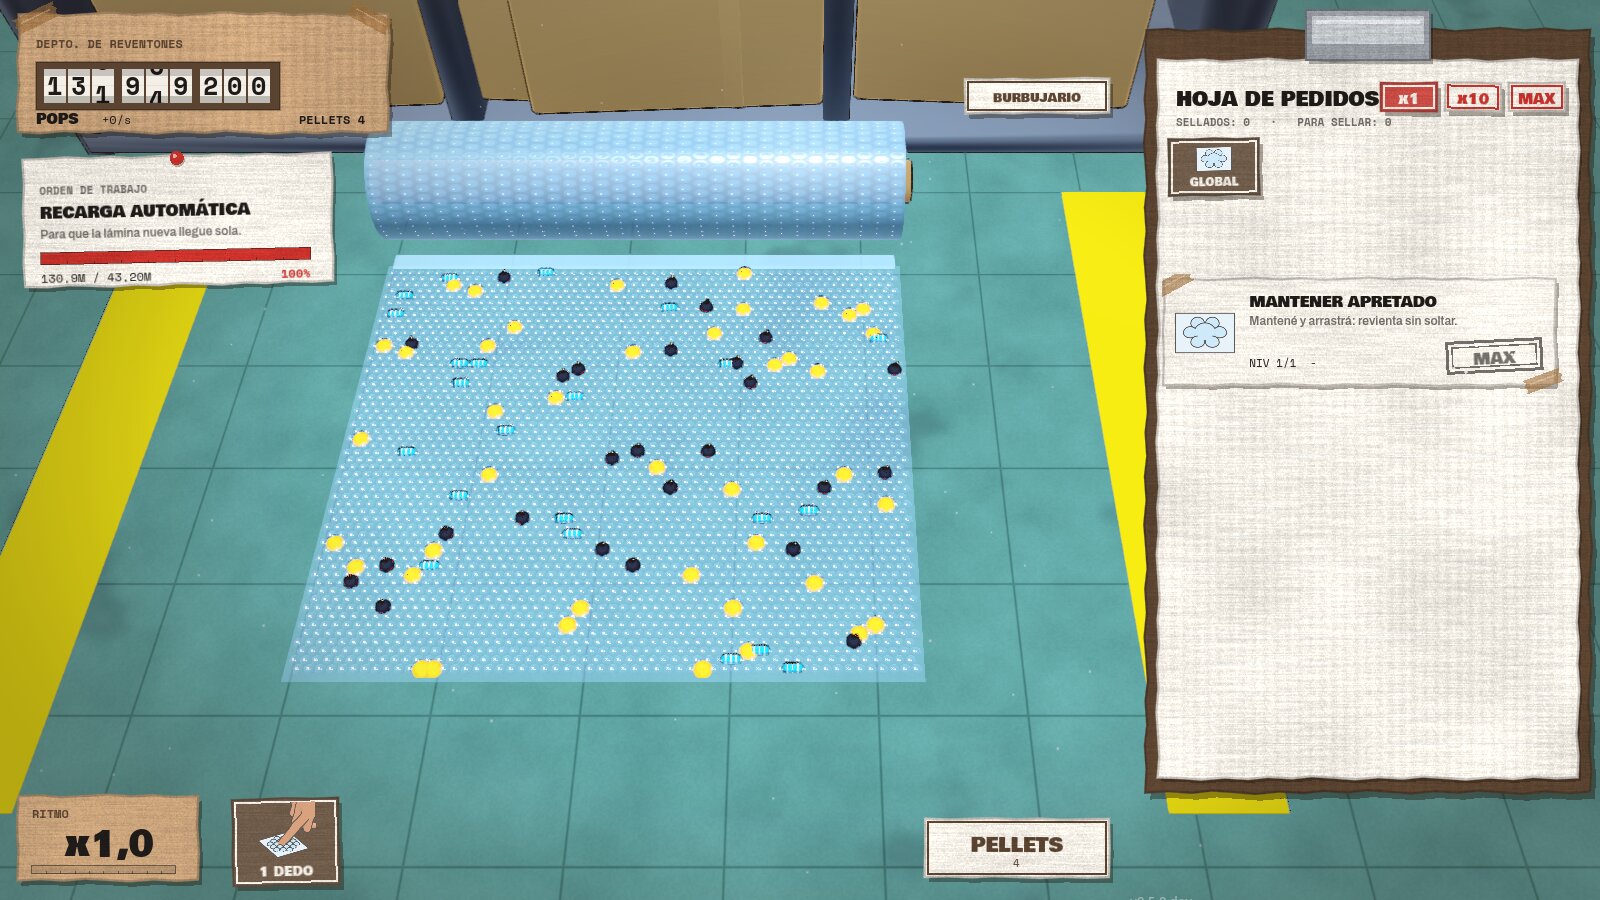 DEPTO. DE REVENTONES
POPS +0/s PELLETS 4
ORDEN DE TRABAJO
RECARGA AUTOMÁTICA
Para que la lámina nueva llegue sola.
130.9M / 43.20M 100%
BURBUJARIO
HOJA DE PEDIDOS x1 x10 MAX
SELLADOS: 0 · PARA SELLAR: 0
GLOBAL
MANTENER APRETADO
Mantené y arrastrá: revienta sin soltar.
NIV 1/1 -
MAX
RITMO
x1,0
1 DEDO
PELLETS
4